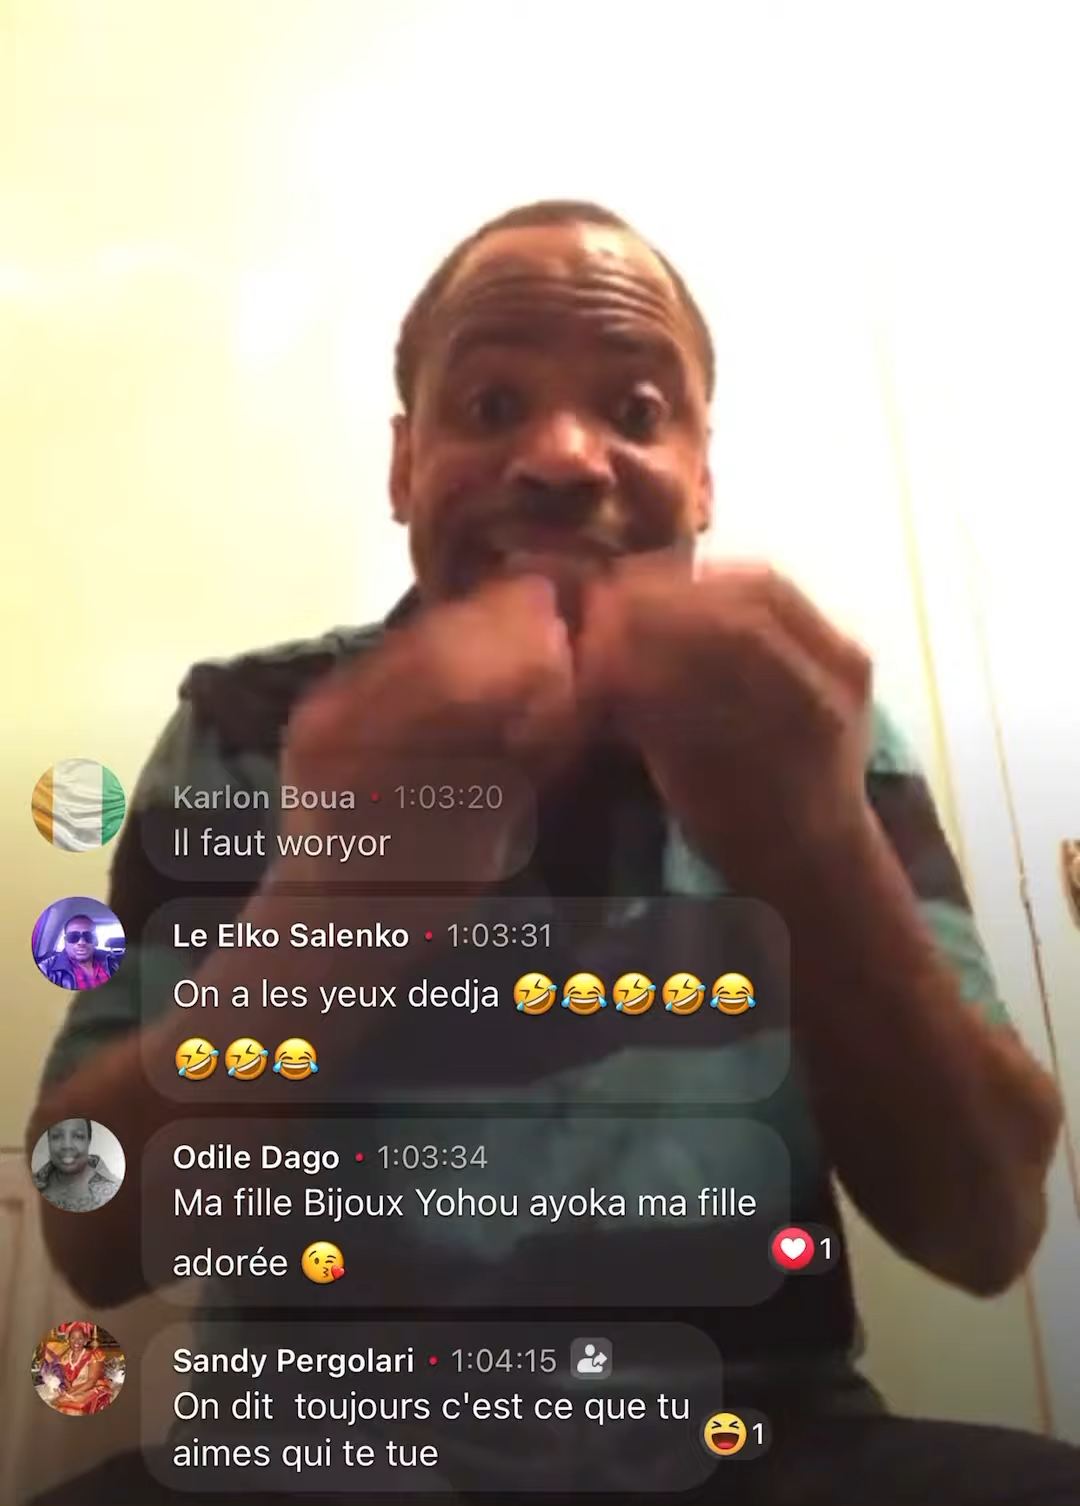 Karlon Boua • 1:03:20
Il faut woryor
Le Elko Salenko • 1:03:31
On a les yeux dedja 🤣😂🤣🤣😂
🤣🤣😂
Odile Dago • 1:03:34
Ma fille Bijoux Yohou ayoka ma fille
adorée 😘
1
Sandy Pergolari • 1:04:15
On dit  toujours c'est ce que tu
aimes qui te tue
1